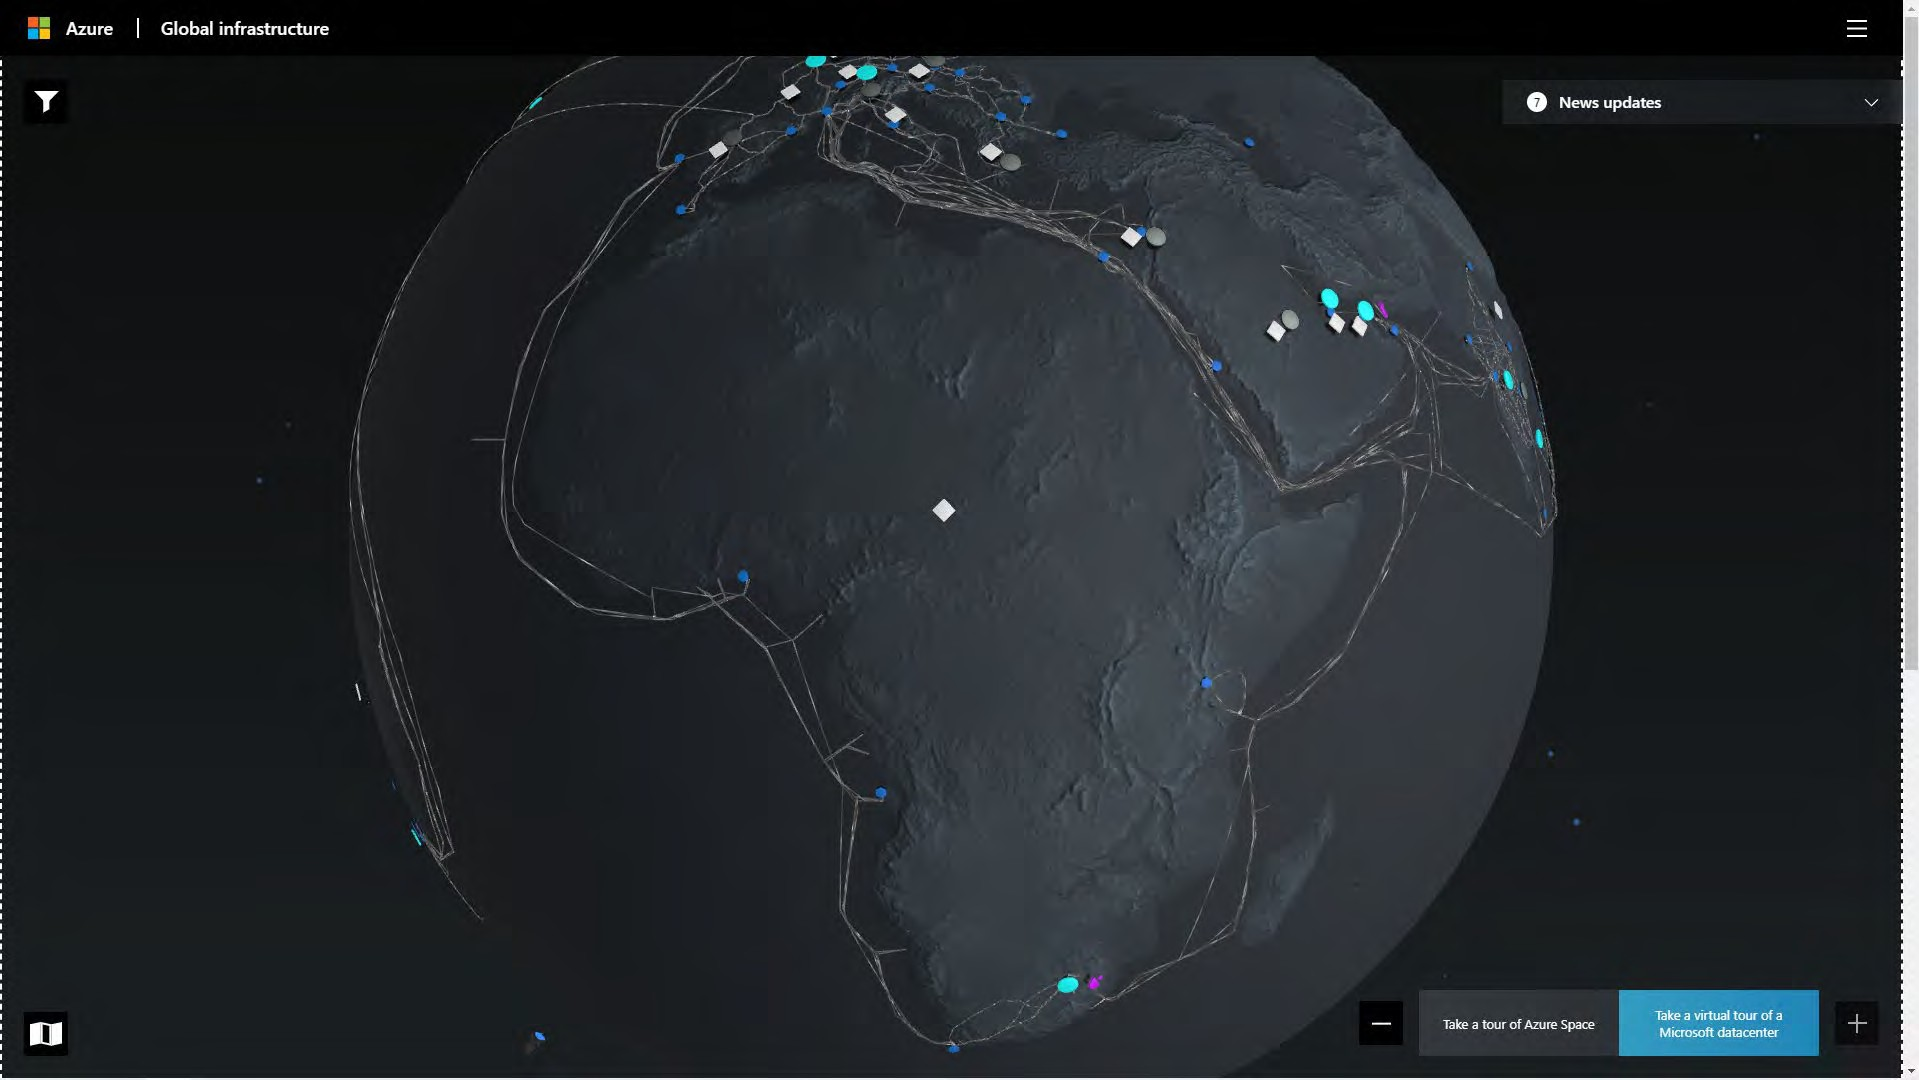 Azure | Global infrastructure
7 News updates
Take a tour of Azure Space
Take a virtual tour of a
Microsoft datacenter